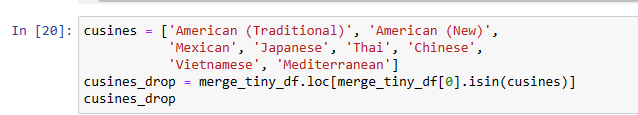 In [20]: cusines = ['American (Traditional)', 'American (New)',
'Mexican', 'Japanese', 'Thai', 'Chinese',
'Vietnamese', 'Mediterranean']
cusines_drop = merge_tiny_df.loc[merge_tiny_df[0].isin(cusines)]
cusines_drop